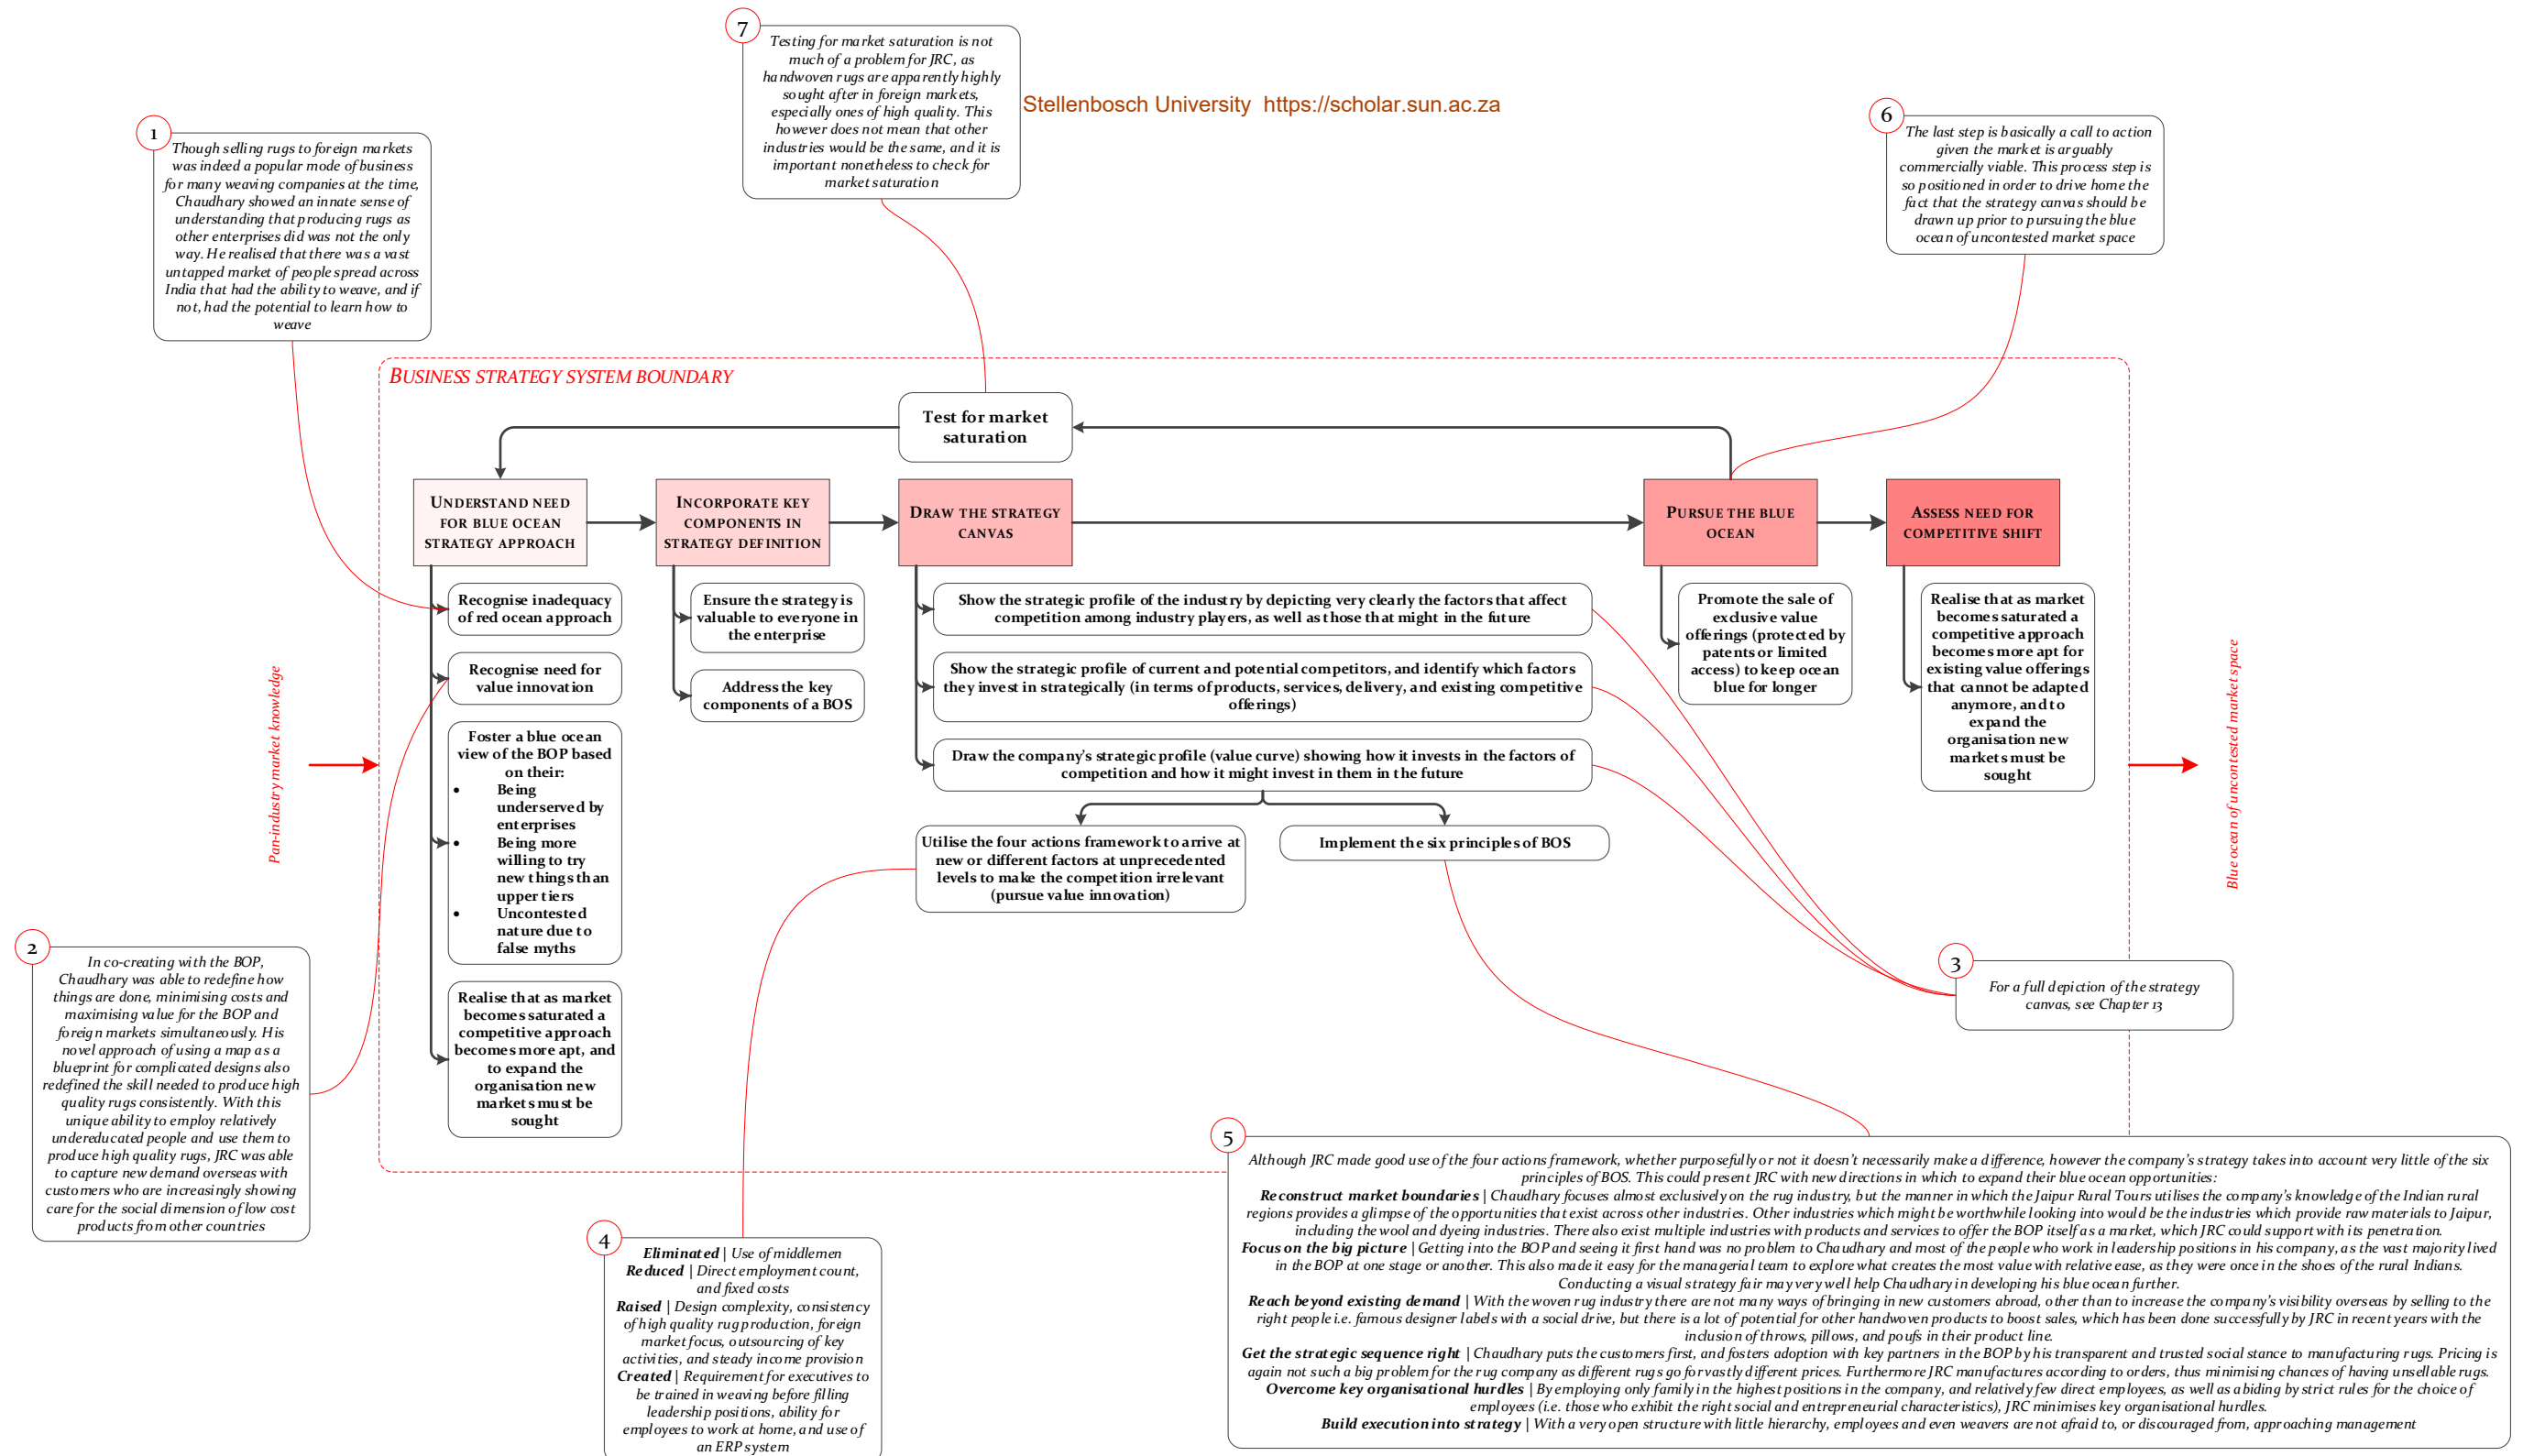 7
Testing for market saturation is not
much of a problem for JRC, as
handwoven rugs are apparently highly
sought after in foreign markets,
especially ones of high quality. This
however does not mean that other
industries would be the same, and it is
important nonetheless to check for
market saturation
Stellenbosch University https://scholar.sun.ac.za
6
The last step is basically a call to action
given the market is arguably
commercially viable. This process step is
so positioned in order to drive home the
fact that the strategy canvas should be
drawn up prior to pursuing the blue
ocean of uncontested market space
1
Though selling rugs to foreign markets
was indeed a popular mode of business
for many weaving companies at the time,
Chaudhary showed an innate sense of
understanding that producing rugs as
other enterprises did was not the only
way. He realised that there was a vast
untapped market of people spread across
India that had the ability to weave, and if
not, had the potential to learn how to
weave
BUSINESS STRATEGY SYSTEM BOUNDARY
Test for market
saturation
UNDERSTAND NEED
FOR BLUE OCEAN
STRATEGY APPROACH
INCORPORATE KEY
COMPONENTS IN
STRATEGY DEFINITION
DRAW THE STRATEGY
CANVAS
PURSUE THE BLUE
OCEAN
ASSESS NEED FOR
COMPETITIVE SHIFT
Recognise inadequacy
of red ocean approach
Recognise need for
value innovation
Foster a blue ocean
view of the BOP based
on their:
• Being
underserved by
enterprises
• Being more
willing to try
new things than
upper tiers
• Uncontested
nature due to
false myths
Realise that as market
becomes saturated a
competitive approach
becomes more apt, and
to expand the
organisation new
markets must be
sought
Ensure the strategy is
valuable to everyone in
the enterprise
Address the key
components of a BOS
Show the strategic profile of the industry by depicting very clearly the factors that affect
competition among industry players, as well as those that might in the future
Show the strategic profile of current and potential competitors, and identify which factors
they invest in strategically (in terms of products, services, delivery, and existing competitive
offerings)
Draw the company's strategic profile (value curve) showing how it invests in the factors of
competition and how it might invest in them in the future
Utilise the four actions framework to arrive at
new or different factors at unprecedented
levels to make the competition irrelevant
(pursue value innovation)
Implement the six principles of BOS
Promote the sale of
exclusive value
offerings (protected by
patents or limited
access) to keep ocean
blue for longer
Realise that as market
becomes saturated a
competitive approach
becomes more apt for
existing value offerings
that cannot be adapted
anymore, and to
expand the
organisation new
markets must be
sought
Pan-industry market knowledge
Blue ocean of uncontested market space
2
In co-creating with the BOP,
Chaudhary was able to redefine how
things are done, minimising costs and
maximising value for the BOP and
foreign markets simultaneously. His
novel approach of using a map as a
blueprint for complicated designs also
redefined the skill needed to produce high
quality rugs consistently. With this
unique ability to employ relatively
undereducated people and use them to
produce high quality rugs, JRC was able
to capture new demand overseas with
customers who are increasingly showing
care for the social dimension of low cost
products from other countries
3
For a full depiction of the strategy
canvas, see Chapter 13
4
Eliminated | Use of middlemen
Reduced | Direct employment count,
and fixed costs
Raised | Design complexity, consistency
of high quality rug production, foreign
market focus, outsourcing of key
activities, and steady income provision
Created | Requirement for executives to
be trained in weaving before filling
leadership positions, ability for
employees to work at home, and use of
an ERP system
5
Although JRC made good use of the four actions framework, whether purposefully or not it doesn't necessarily make a difference, however the company's strategy takes into account very little of the six
principles of BOS. This could present JRC with new directions in which to expand their blue ocean opportunities:
Reconstruct market boundaries | Chaudhary focuses almost exclusively on the rug industry, but the manner in which the Jaipur Rural Tours utilises the company's knowledge of the Indian rural
regions provides a glimpse of the opportunities that exist across other industries. Other industries which might be worthwhile looking into would be the industries which provide raw materials to Jaipur,
including the wool and dyeing industries. There also exist multiple industries with products and services to offer the BOP itself as a market, which JRC could support with its penetration.
Focus on the big picture | Getting into the BOP and seeing it first hand was no problem to Chaudhary and most of the people who work in leadership positions in his company, as the vast majority lived
in the BOP at one stage or another. This also made it easy for the managerial team to explore what creates the most value with relative ease, as they were once in the shoes of the rural Indians.
Conducting a visual strategy fair may very well help Chaudhary in developing his blue ocean further.
Reach beyond existing demand | With the woven rug industry there are not many ways of bringing in new customers abroad, other than to increase the company's visibility overseas by selling to the
right people i.e. famous designer labels with a social drive, but there is a lot of potential for other handwoven products to boost sales, which has been done successfully by JRC in recent years with the
inclusion of throws, pillows, and poufs in their product line.
Get the strategic sequence right | Chaudhary puts the customers first, and fosters adoption with key partners in the BOP by his transparent and trusted social stance to manufacturing rugs. Pricing is
again not such a big problem for the rug company as different rugs go for vastly different prices. Furthermore JRC manufactures according to orders, thus minimising chances of having unsellable rugs.
Overcome key organisational hurdles | By employing only family in the highest positions in the company, and relatively few direct employees, as well as abiding by strict rules for the choice of
employees (i.e. those who exhibit the right social and entrepreneurial characteristics), JRC minimises key organisational hurdles.
Build execution into strategy | With a very open structure with little hierarchy, employees and even weavers are not afraid to, or discouraged from, approaching management